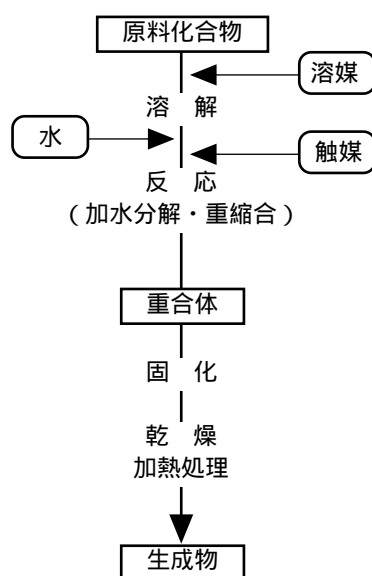 原料化合物
溶媒
溶　解
水
触媒
反　応
（加水分解・重縮合）
重合体
固　化
乾　燥
加熱処理
生成物